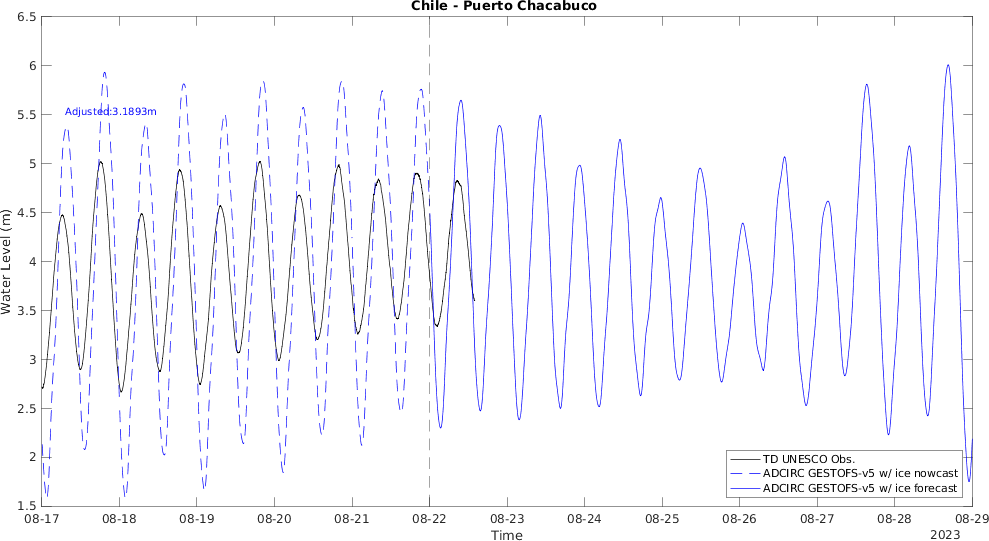 Chile - Puerto Chacabuco
6.5
6
5.5
5
4.5
4
3.5
3
2.5
2
1.5
Water Level (m)
Adjusted:3.1893m
TD UNESCO Obs.
ADCIRC GESTOFS-v5 w/ ice nowcast
ADCIRC GESTOFS-v5 w/ ice forecast
08-17 08-18 08-19 08-20 08-21 08-22 08-23 08-24 08-25 08-26 08-27 08-28 08-29
Time
2023